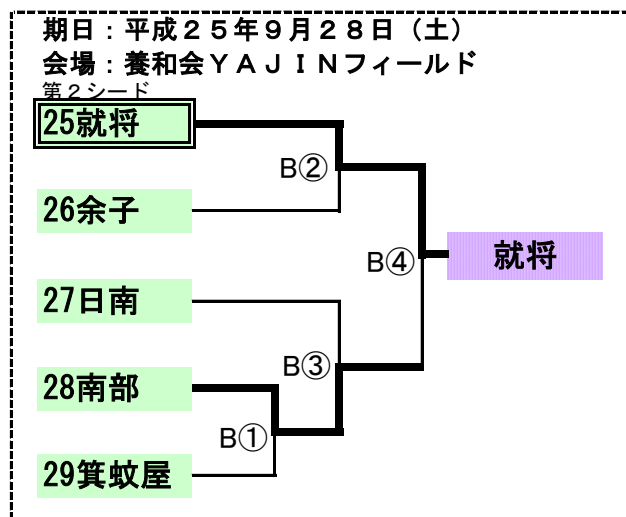 期日：平成２５年９月２８日（土）
会場：養和会ＹＡＪＩＮフィールド
第２シード
25就将
B②
26余子
B④
就将
27日南
B③
28南部
B①
29箕蚊屋